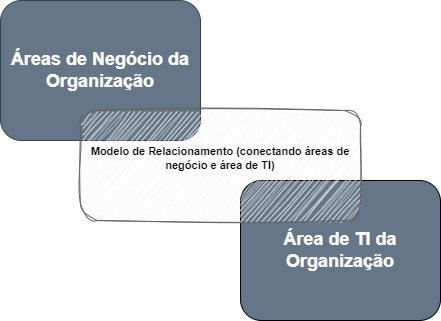 Áreas de Negócio da
Organização
Modelo de Relacionamento (conectando áreas de
negócio e área de TI)
Área de TI da
Organização